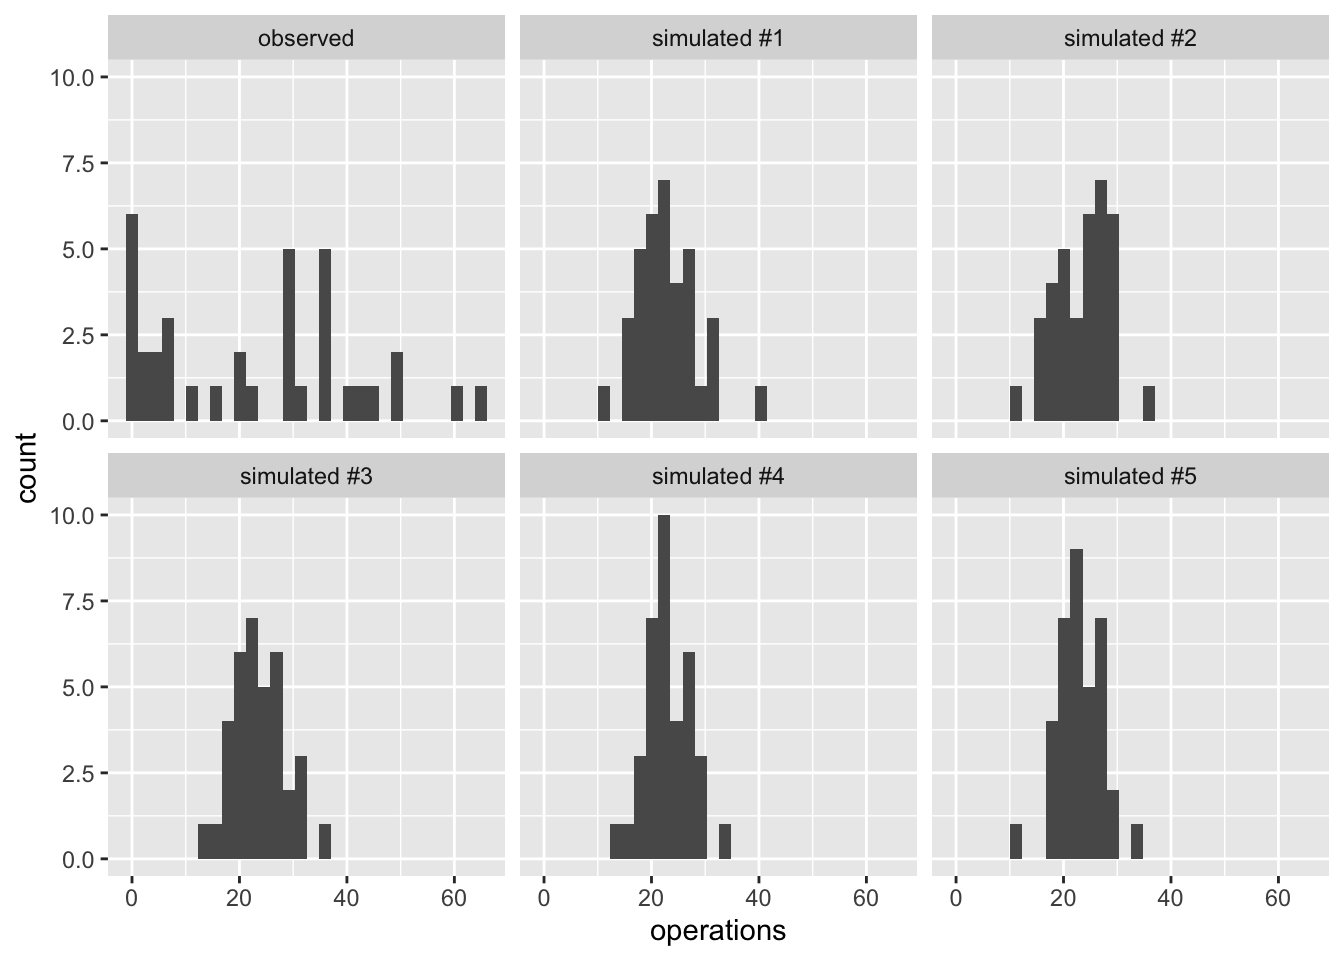 observed
simulated #1
simulated #2
10.0
7.5
5.0
2.5
0.0
count
simulated #3
simulated #4
simulated #5
10.0
7.5
5.0
2.5
0.0
0 20 40 60
0 20 40 60
0 20 40 60
operations